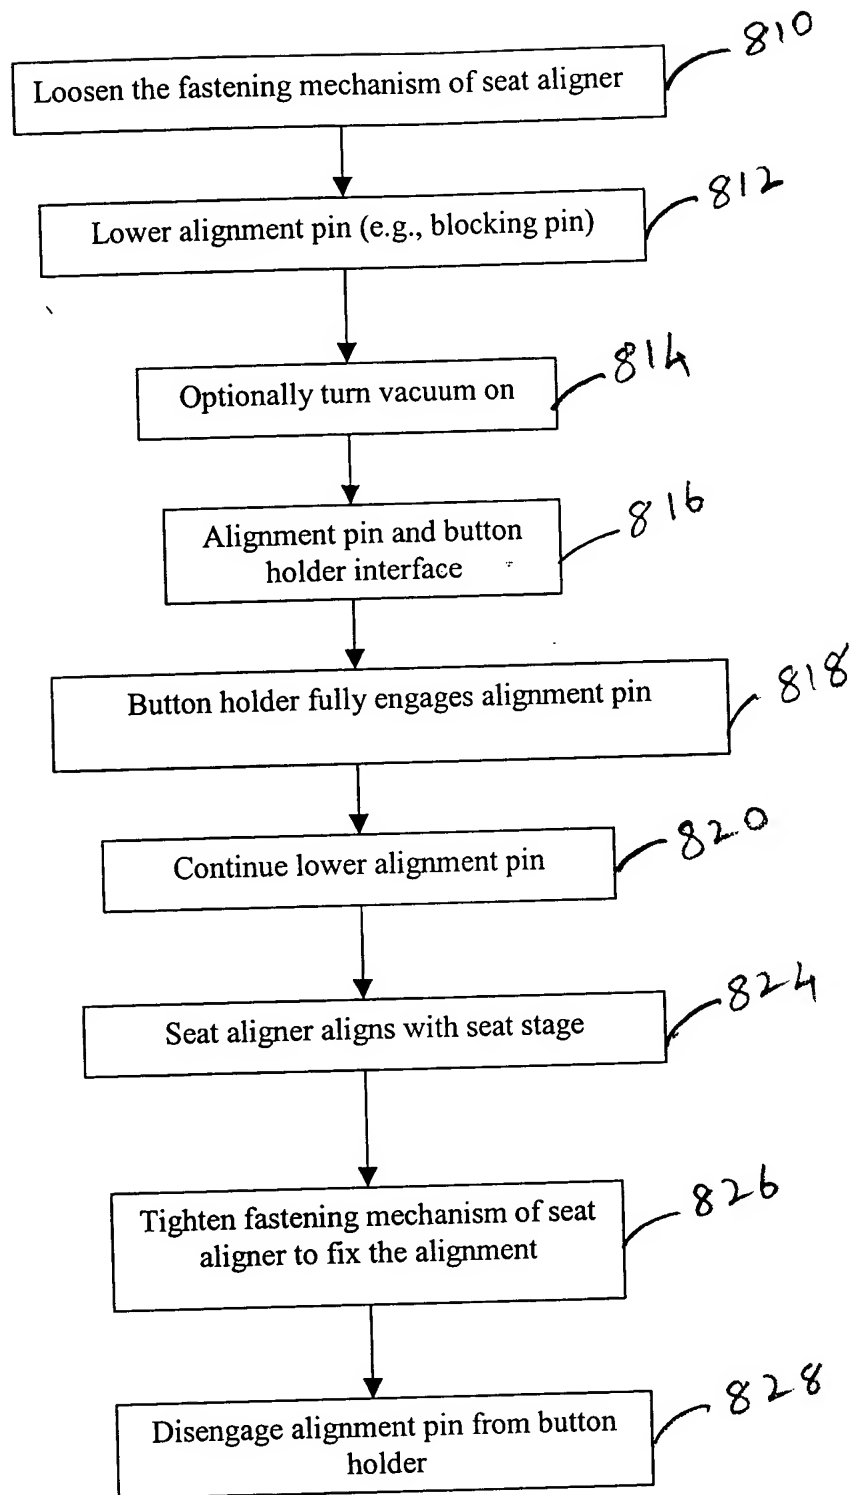 810
Loosen the fastening mechanism of seat aligner
812
Lower alignment pin (e.g., blocking pin)
814
Optionally turn vacuum on
816
Alignment pin and button
holder interface
818
Button holder fully engages alignment pin
820
Continue lower alignment pin
824
Seat aligner aligns with seat stage
826
Tighten fastening mechanism of seat
aligner to fix the alignment
828
Disengage alignment pin from button
holder